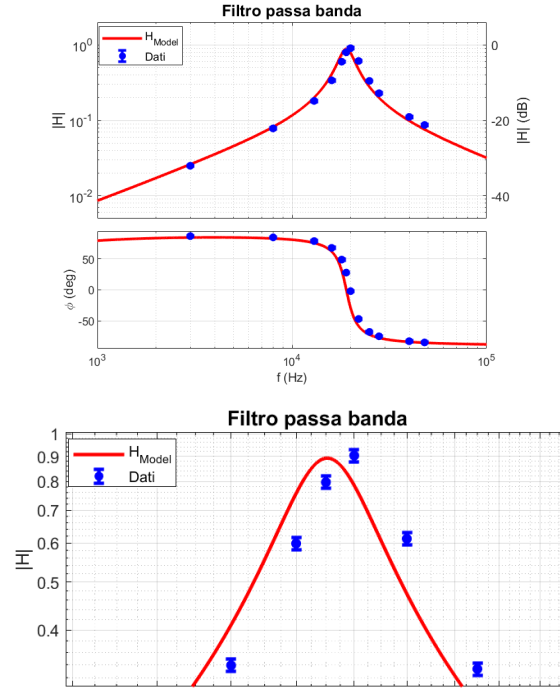 Filtro passa banda
H_Model
Dati
10^0
10^-1
10^-2
|H|
0
-20
-40
|H| (dB)
50
0
-50
ϕ (deg)
10^3
10^4
10^5
f (Hz)
Filtro passa banda
H_Model
Dati
1
0.9
0.8
0.7
0.6
0.5
0.4
|H|